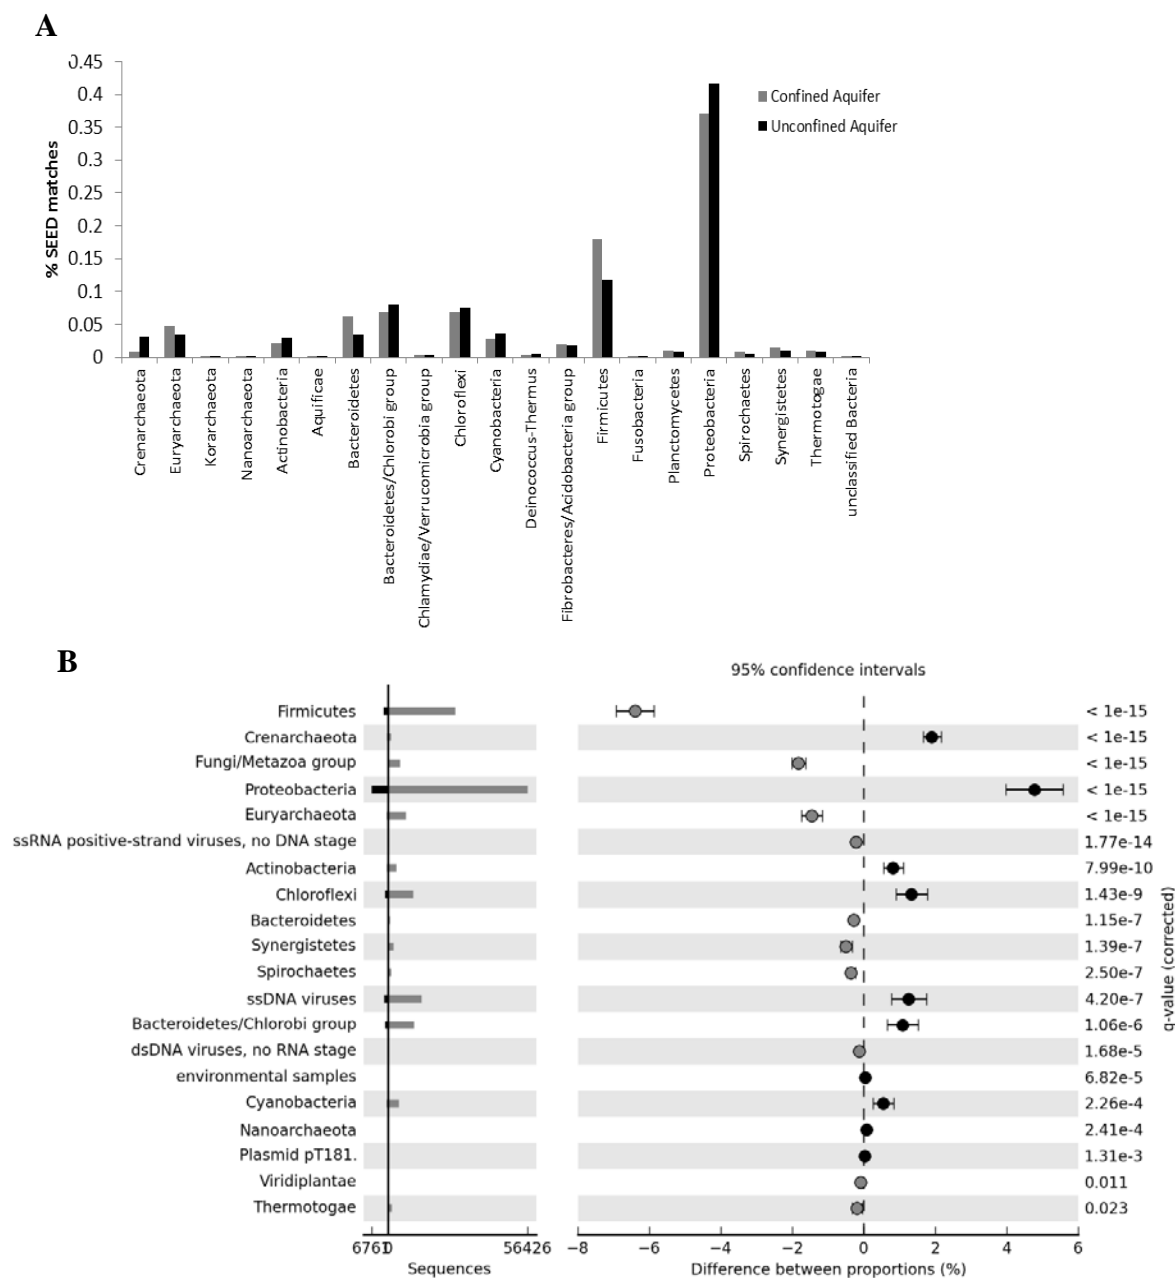 A
0.45
0.4
0.35
0.3
0.25
0.2
0.15
0.1
0.05
0
% SEED matches
Confined Aquifer
Unconfined Aquifer
Crenarchaeota
Euryarchaeota
Korarchaeota
Nanoarchaeota
Actinobacteria
Aquificae
Bacteroidetes
Bacteroidetes/Chlorobi group
Chlamydiae/Verrucomicrobia group
Chloroflexi
Cyanobacteria
Deinococcus-Thermus
Fibrobacteres/Acidobacteria group
Firmicutes
Fusobacteria
Planctomycetes
Proteobacteria
Spirochaetes
Synergistetes
Thermotogae
unclassified Bacteria
B
95% confidence intervals
Firmicutes < 1e-15
Crenarchaeota < 1e-15
Fungi/Metazoa group < 1e-15
Proteobacteria < 1e-15
Euryarchaeota < 1e-15
ssRNA positive-strand viruses, no DNA stage 1.77e-14
Actinobacteria 7.99e-10
Chloroflexi 1.43e-9
Bacteroidetes 1.15e-7
Synergistetes 1.39e-7
Spirochaetes 2.50e-7
ssDNA viruses 4.20e-7
Bacteroidetes/Chlorobi group 1.06e-6
dsDNA viruses, no RNA stage 1.68e-5
environmental samples 6.82e-5
Cyanobacteria 2.26e-4
Nanoarchaeota 2.41e-4
Plasmid pT181. 1.31e-3
Viridiplantae 0.011
Thermotogae 0.023
q-value (corrected)
6761 0 56426 −8 −6 −4 −2 0 2 4 6
Sequences Difference between proportions (%)